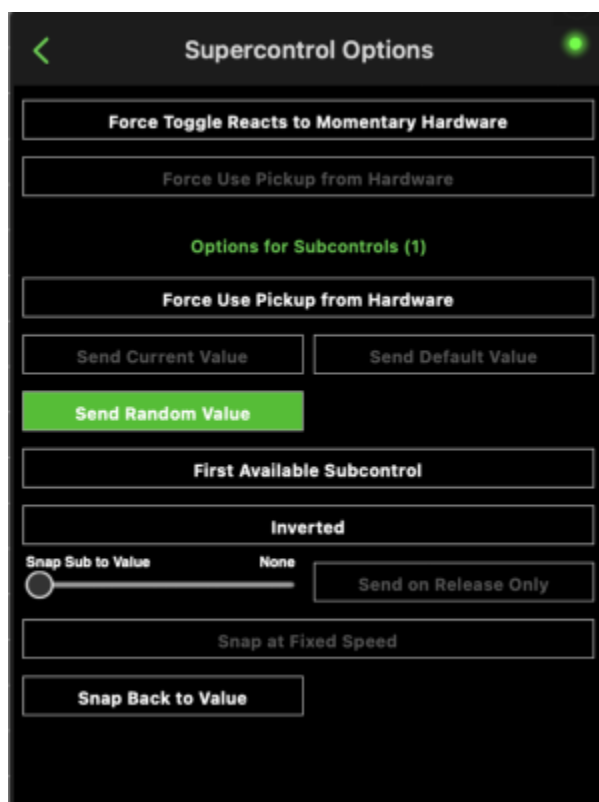 Supercontrol Options
Force Toggle Reacts to Momentary Hardware
Force Use Pickup from Hardware
Options for Subcontrols (1)
Force Use Pickup from Hardware
Send Current Value
Send Default Value
Send Random Value
First Available Subcontrol
Inverted
Snap Sub to Value
None
Send on Release Only
Snap at Fixed Speed
Snap Back to Value